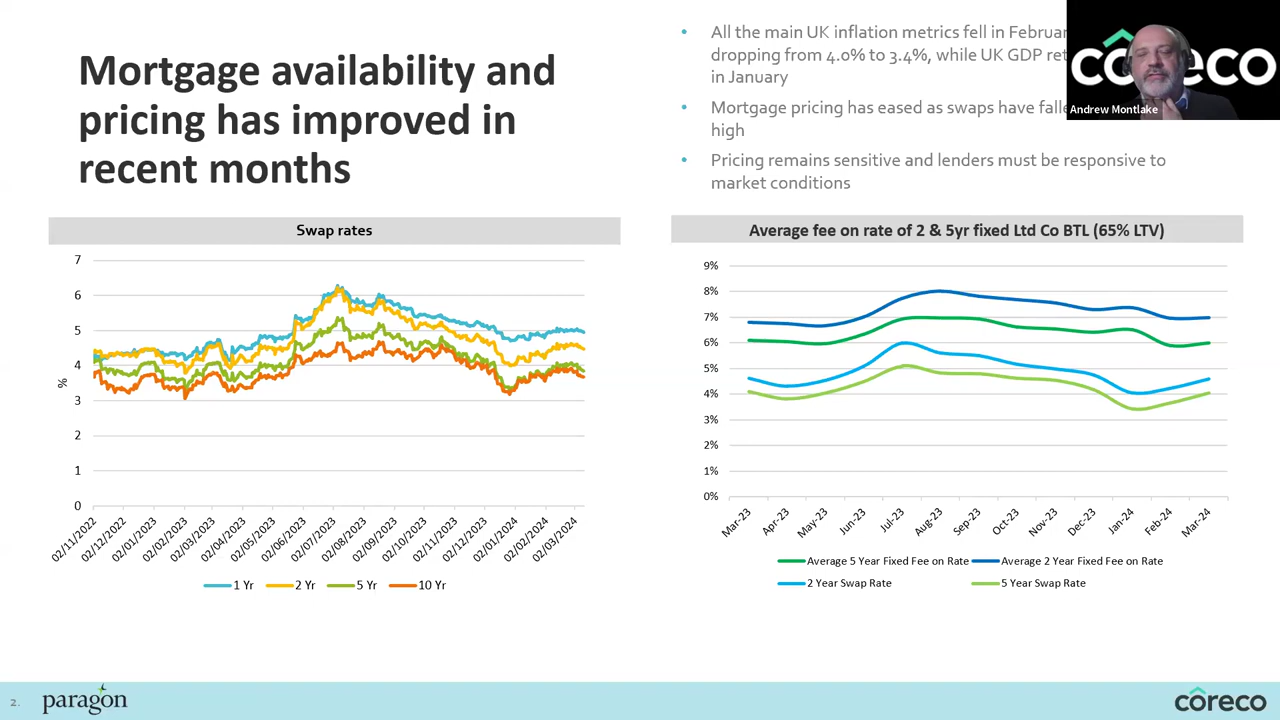 Mortgage availability and
pricing has improved in
recent months
• All the main UK inflation metrics fell in
dropping from 4.0% to 3.4%, while UK GDP
in January
• Mortgage pricing has eased as swaps have
high
• Pricing remains sensitive and lenders must be responsive to
market conditions
coreco
Andrew Montlake
Swap rates
7
6
5
4
3
2
1
0
%
02/11/2022
02/12/2022
02/01/2023
02/02/2023
02/03/2023
02/04/2023
02/05/2023
02/06/2023
02/07/2023
02/08/2023
02/09/2023
02/10/2023
02/11/2023
02/12/2023
02/01/2024
02/02/2024
02/03/2024
1 Yr 2 Yr 5 Yr 10 Yr
Average fee on rate of 2 & 5yr fixed Ltd Co BTL (65% LTV)
9%
8%
7%
6%
5%
4%
3%
2%
1%
0%
Mar-23
Apr-23
May-23
Jun-23
Jul-23
Aug-23
Sep-23
Oct-23
Nov-23
Dec-23
Jan-24
Feb-24
Mar-24
Average 5 Year Fixed Fee on Rate Average 2 Year Fixed Fee on Rate
2 Year Swap Rate 5 Year Swap Rate
2.
paragon
coreco